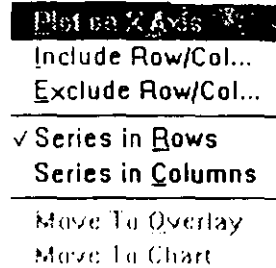 Plot on X Axis
Include Row/Col...
Exclude Row/Col...
√ Series in Rows
Series in Columns
Move To Overlay
Move To Chart